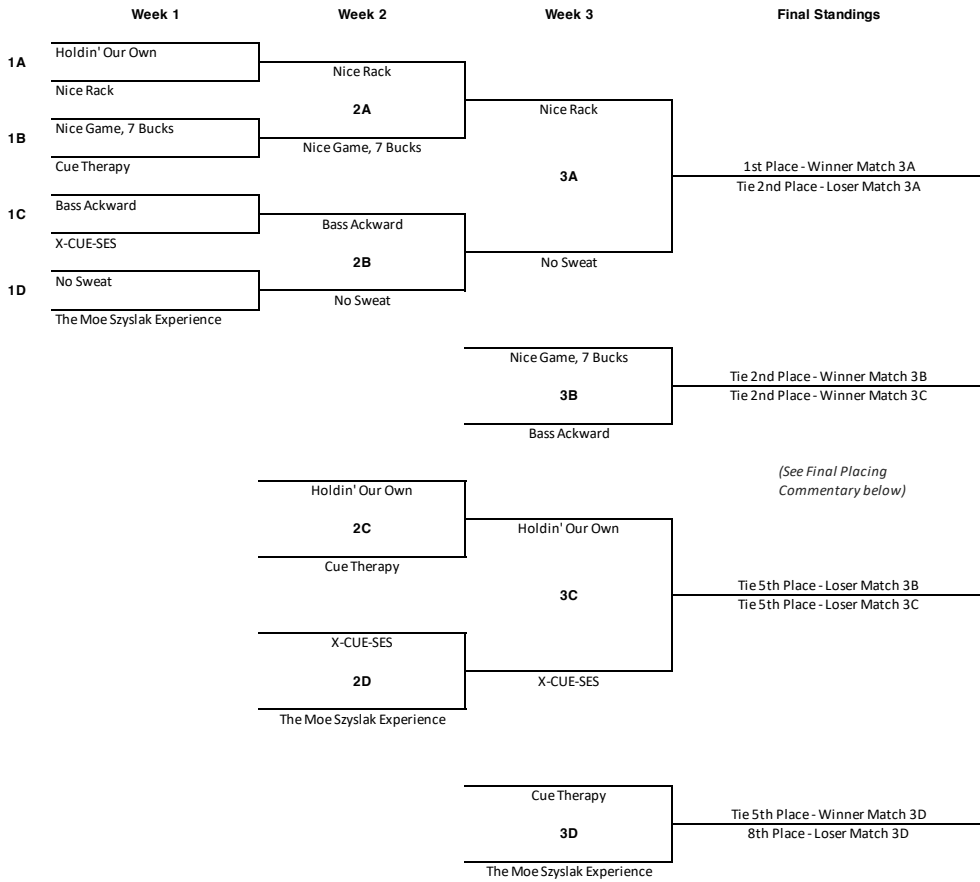 Week 1 Week 2 Week 3 Final Standings
Holdin' Our Own
1A
Nice Rack
Nice Rack
2A
Nice Rack
Nice Game, 7 Bucks
1B
Nice Game, 7 Bucks
Cue Therapy
3A
1st Place - Winner Match 3A
Tie 2nd Place - Loser Match 3A
Bass Ackward
1C
Bass Ackward
X-CUE-SES
2B
No Sweat
No Sweat
1D
No Sweat
The Moe Szyslak Experience
Nice Game, 7 Bucks
3B
Tie 2nd Place - Winner Match 3B
Tie 2nd Place - Winner Match 3C
Bass Ackward
(See Final Placing
Commentary below)
Holdin' Our Own
2C
Holdin' Our Own
Cue Therapy
3C
Tie 5th Place - Loser Match 3B
Tie 5th Place - Loser Match 3C
X-CUE-SES
2D
X-CUE-SES
The Moe Szyslak Experience
Cue Therapy
3D
Tie 5th Place - Winner Match 3D
8th Place - Loser Match 3D
The Moe Szyslak Experience